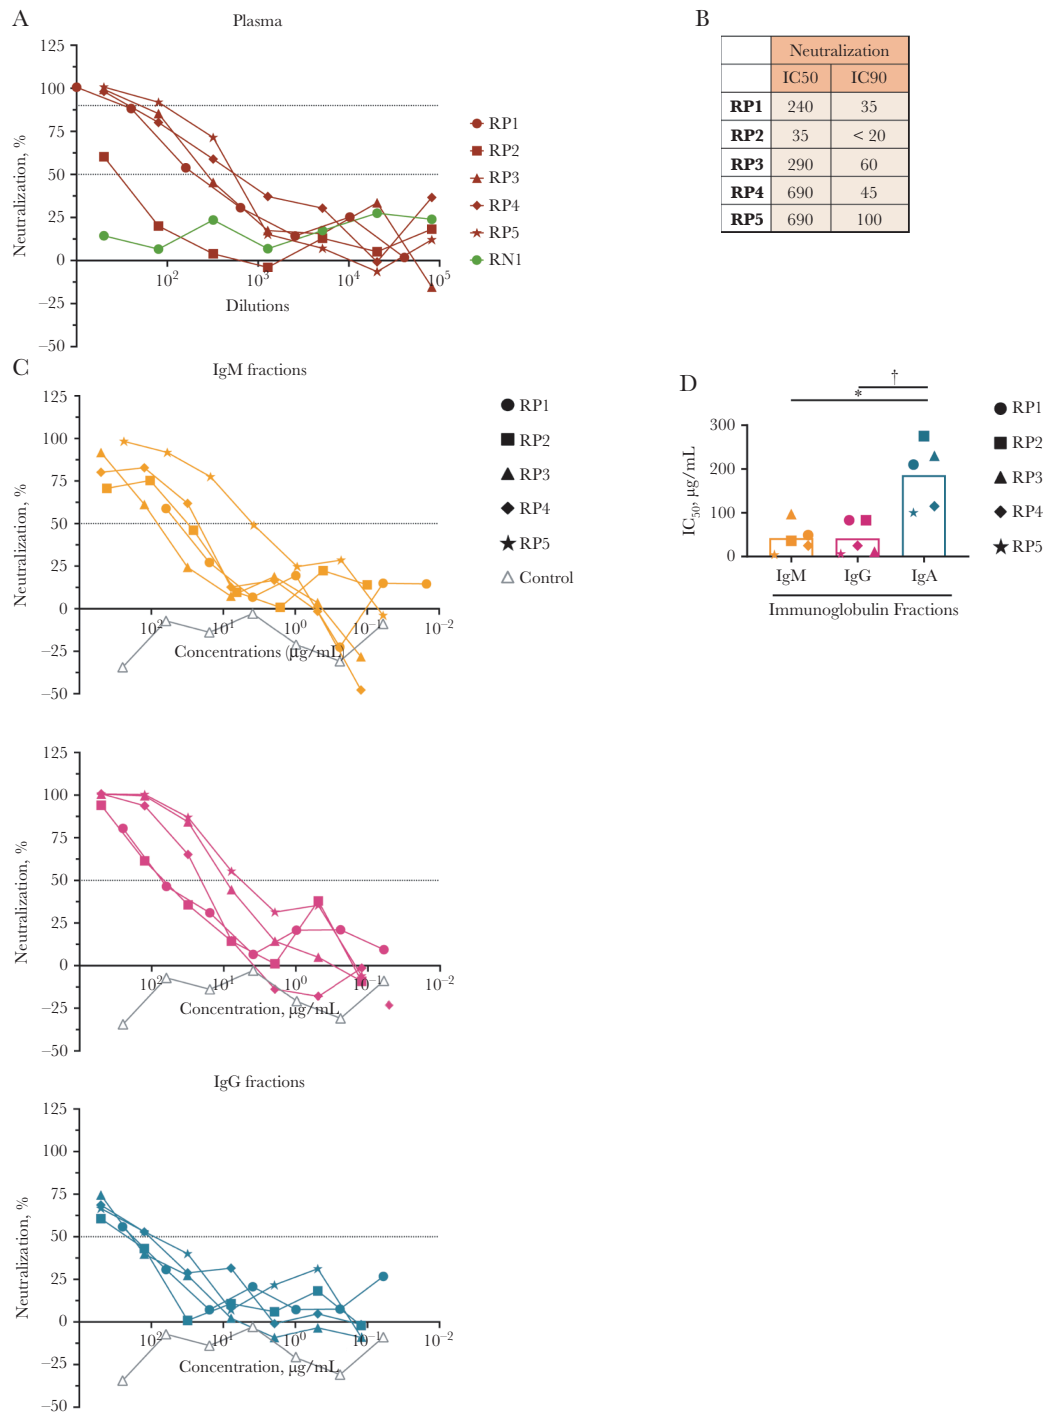 A
Plasma
125
100
75
50
25
0
−25
−50
Neutralization, %
10² 10³ 10⁴ 10⁵
Dilutions
RP1
RP2
RP3
RP4
RP5
RN1
B
Neutralization
IC50 IC90
RP1 240 35
RP2 35 < 20
RP3 290 60
RP4 690 45
RP5 690 100
C
IgM fractions
125
100
75
50
25
0
−25
−50
Neutralization, %
10² 10¹ 10⁰ 10⁻¹ 10⁻²
Concentrations (μg/mL)
RP1
RP2
RP3
RP4
RP5
Control
D
†
*
300
200
100
0
IC₅₀, μg/mL
IgM IgG IgA
Immunoglobulin Fractions
RP1
RP2
RP3
RP4
RP5
125
100
75
50
25
0
−25
−50
Neutralization, %
10² 10¹ 10⁰ 10⁻¹ 10⁻²
Concentration, μg/mL
IgG fractions
125
100
75
50
25
0
−25
−50
Neutralization, %
10² 10¹ 10⁰ 10⁻¹ 10⁻²
Concentration, μg/mL